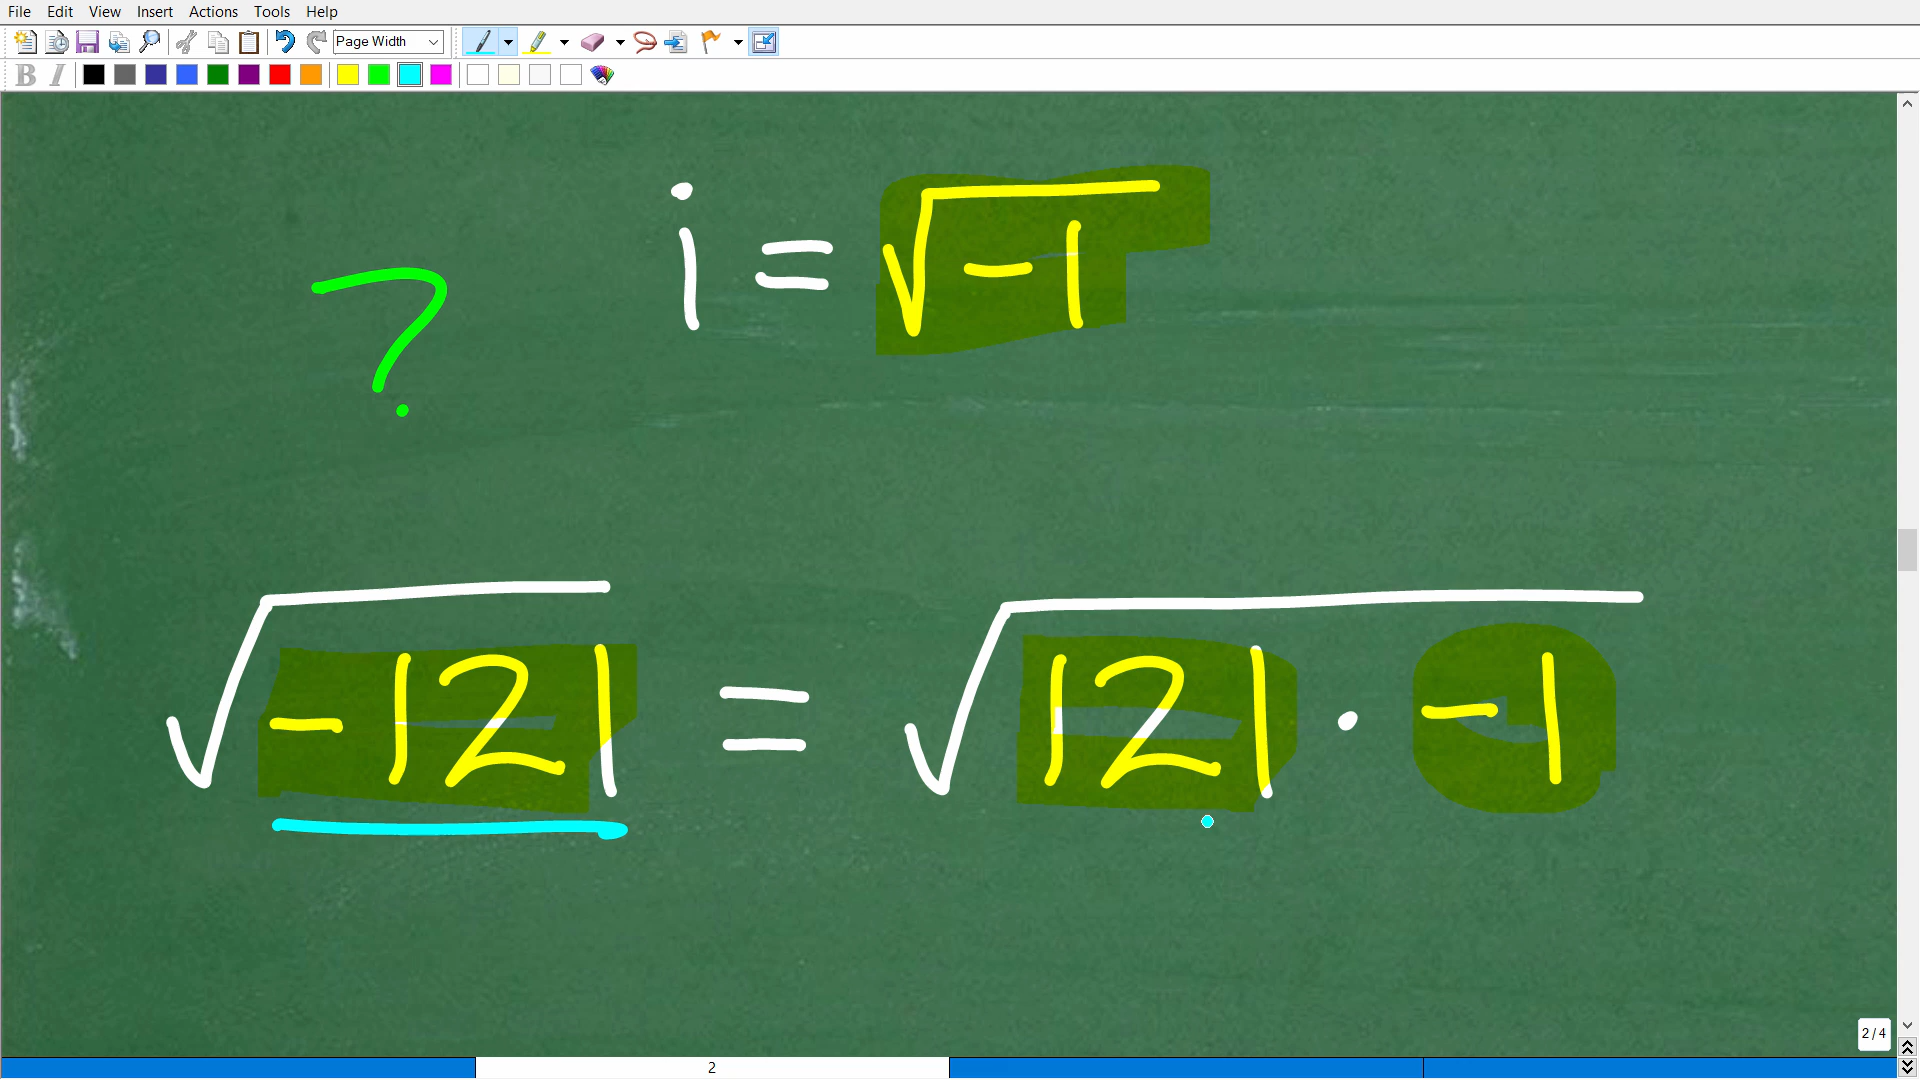 File Edit View Insert Actions Tools Help
Page Width
B I
i = √-1
?
√-121 = √121 · -1
2 / 4
2